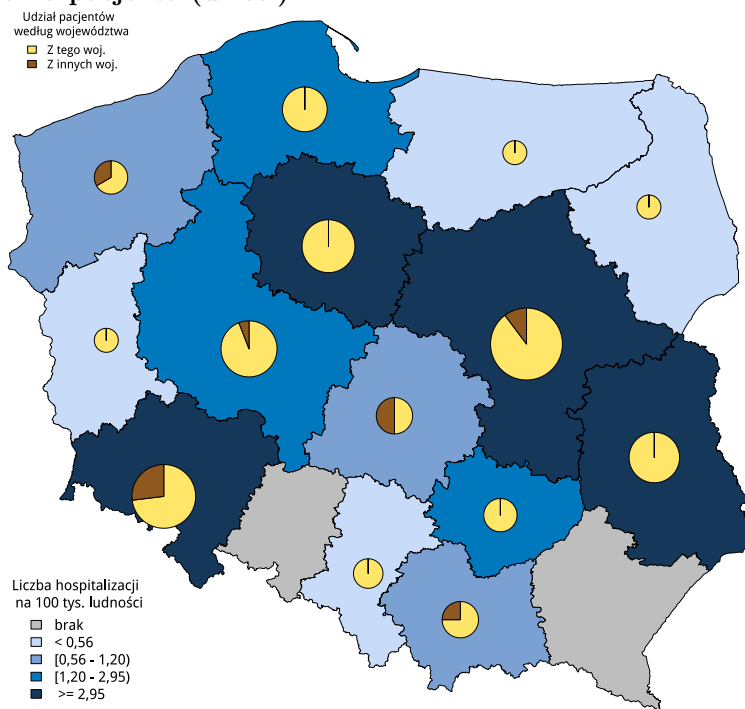 Udział pacjentów
według województwa
Z tego woj.
Z innych woj.
Liczba hospitalizacji
na 100 tys. ludności
brak
< 0,56
[0,56 - 1,20)
[1,20 - 2,95)
>= 2,95